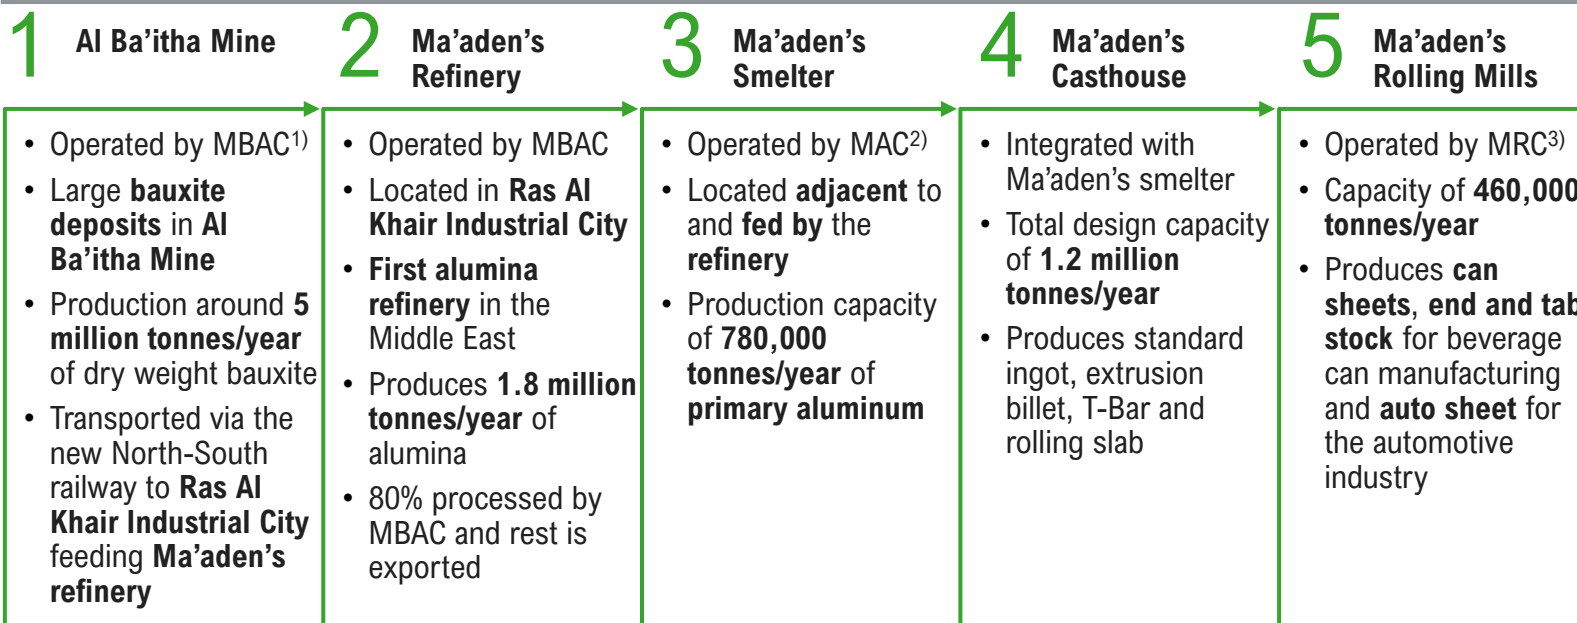 1 Al Ba’itha Mine
• Operated by MBAC1)
• Large bauxite
deposits in Al
Ba’itha Mine
• Production around 5
million tonnes/year
of dry weight bauxite
• Transported via the
new North-South
railway to Ras Al
Khair Industrial City
feeding Ma’aden’s
refinery
2 Ma’aden’s
Refinery
• Operated by MBAC
• Located in Ras Al
Khair Industrial City
• First alumina
refinery in the
Middle East
• Produces 1.8 million
tonnes/year of
alumina
• 80% processed by
MBAC and rest is
exported
3 Ma’aden’s
Smelter
• Operated by MAC2)
• Located adjacent to
and fed by the
refinery
• Production capacity
of 780,000
tonnes/year of
primary aluminum
4 Ma’aden’s
Casthouse
• Integrated with
Ma’aden’s smelter
• Total design capacity
of 1.2 million
tonnes/year
• Produces standard
ingot, extrusion
billet, T-Bar and
rolling slab
5 Ma’aden’s
Rolling Mills
• Operated by MRC3)
• Capacity of 460,000
tonnes/year
• Produces can
sheets, end and tab
stock for beverage
can manufacturing
and auto sheet for
the automotive
industry